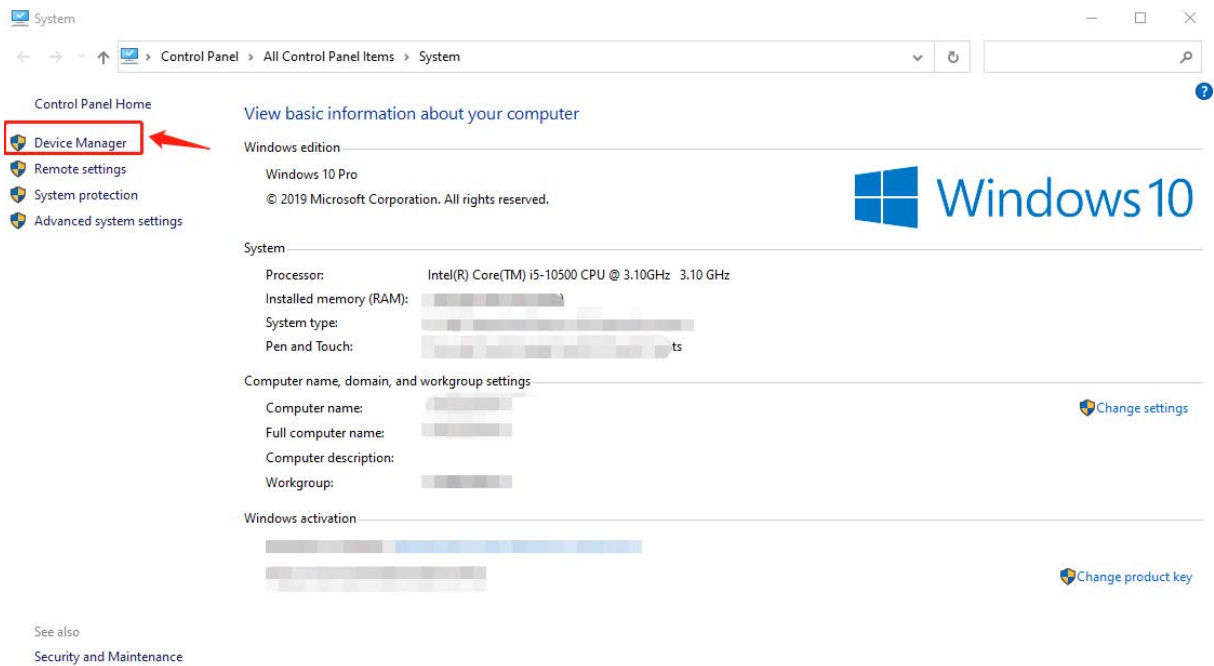 System
Control Panel > All Control Panel Items > System
Control Panel Home
Device Manager
Remote settings
System protection
Advanced system settings
View basic information about your computer
Windows edition
Windows 10 Pro
© 2019 Microsoft Corporation. All rights reserved.
Windows 10
System
Processor: Intel(R) Core(TM) i5-10500 CPU @ 3.10GHz 3.10 GHz
Installed memory (RAM):
System type:
Pen and Touch: ts
Computer name, domain, and workgroup settings
Computer name:
Change settings
Full computer name:
Computer description:
Workgroup:
Windows activation
Change product key
See also
Security and Maintenance